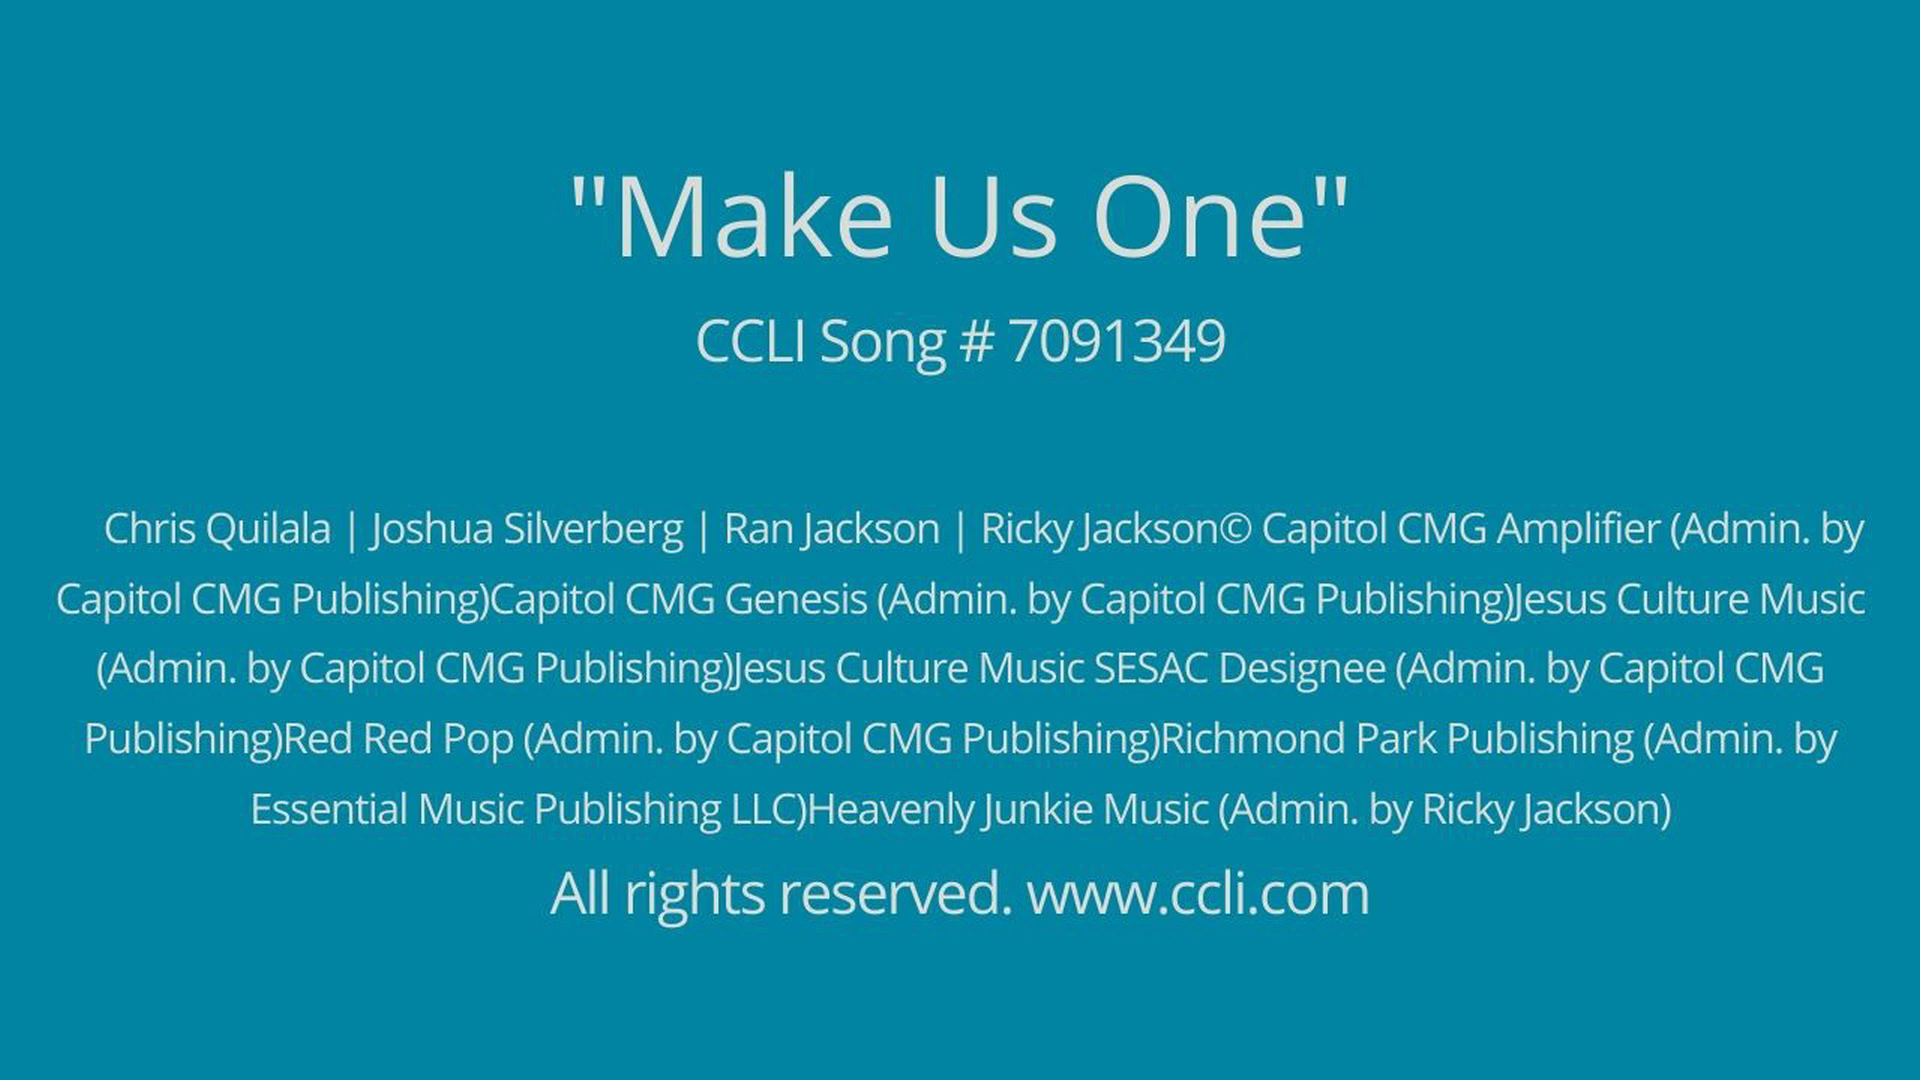 "Make Us One"
CCLI Song # 7091349
Chris Quilala | Joshua Silverberg | Ran Jackson | Ricky Jackson© Capitol CMG Amplifier (Admin. by
Capitol CMG Publishing)Capitol CMG Genesis (Admin. by Capitol CMG Publishing)Jesus Culture Music
(Admin. by Capitol CMG Publishing)Jesus Culture Music SESAC Designee (Admin. by Capitol CMG
Publishing)Red Red Pop (Admin. by Capitol CMG Publishing)Richmond Park Publishing (Admin. by
Essential Music Publishing LLC)Heavenly Junkie Music (Admin. by Ricky Jackson)
All rights reserved. www.ccli.com